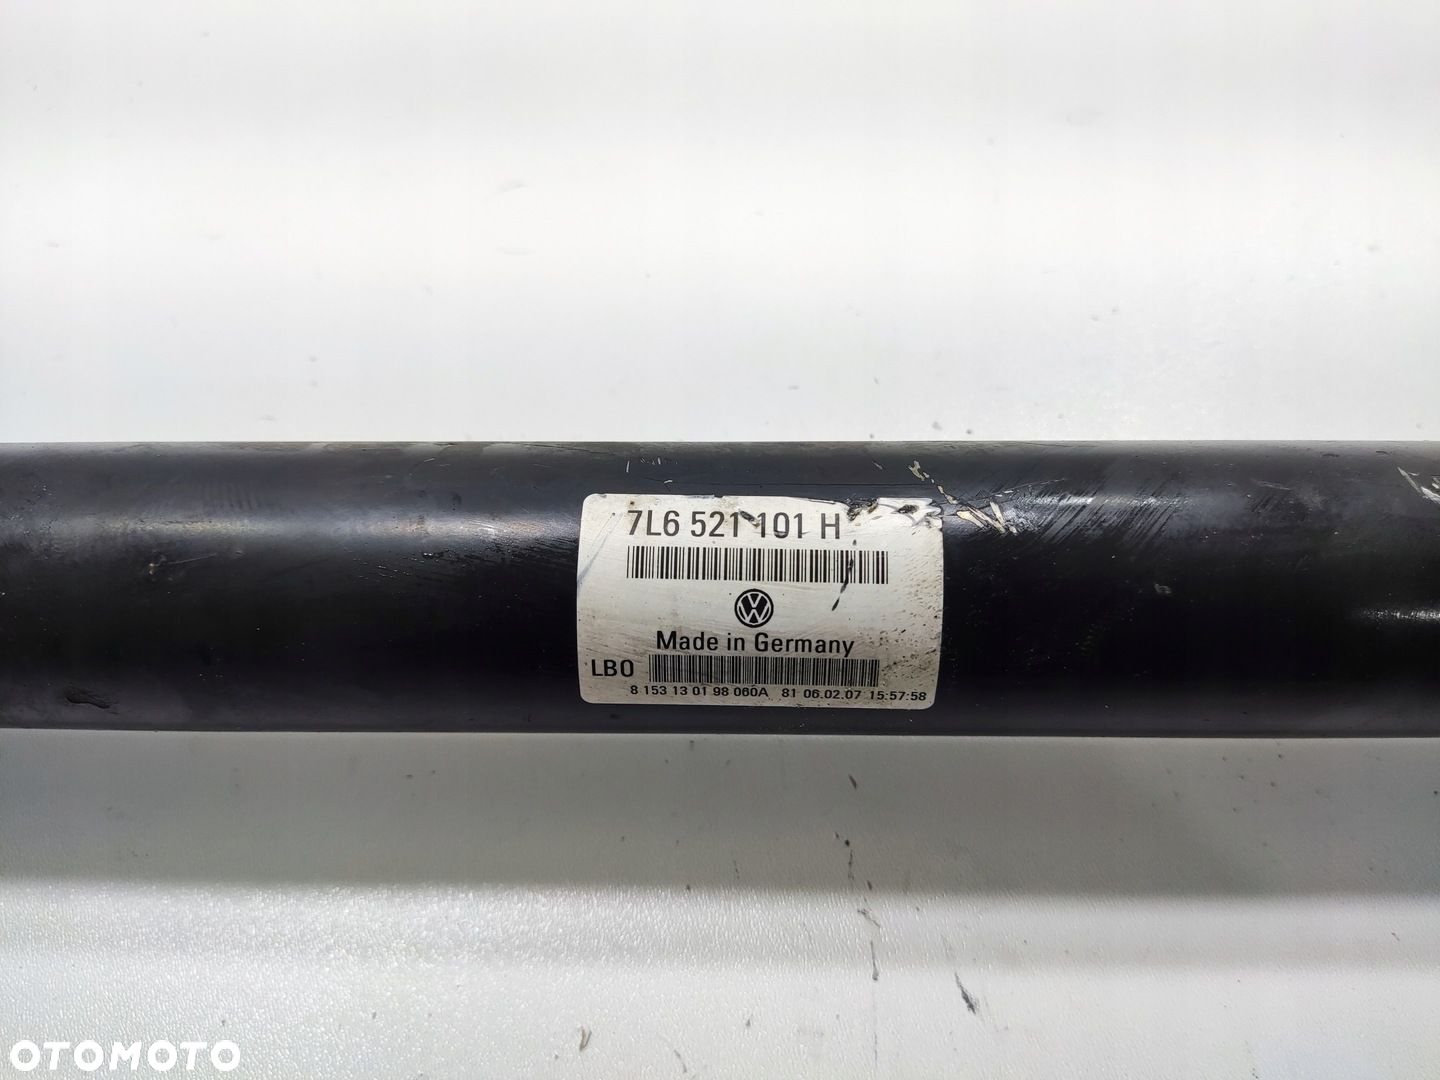 7L6 521 101 H
Made in Germany
LBO
8 153 13 01 98 060A 81 06.02.07 15:57:58
OTOMOTO